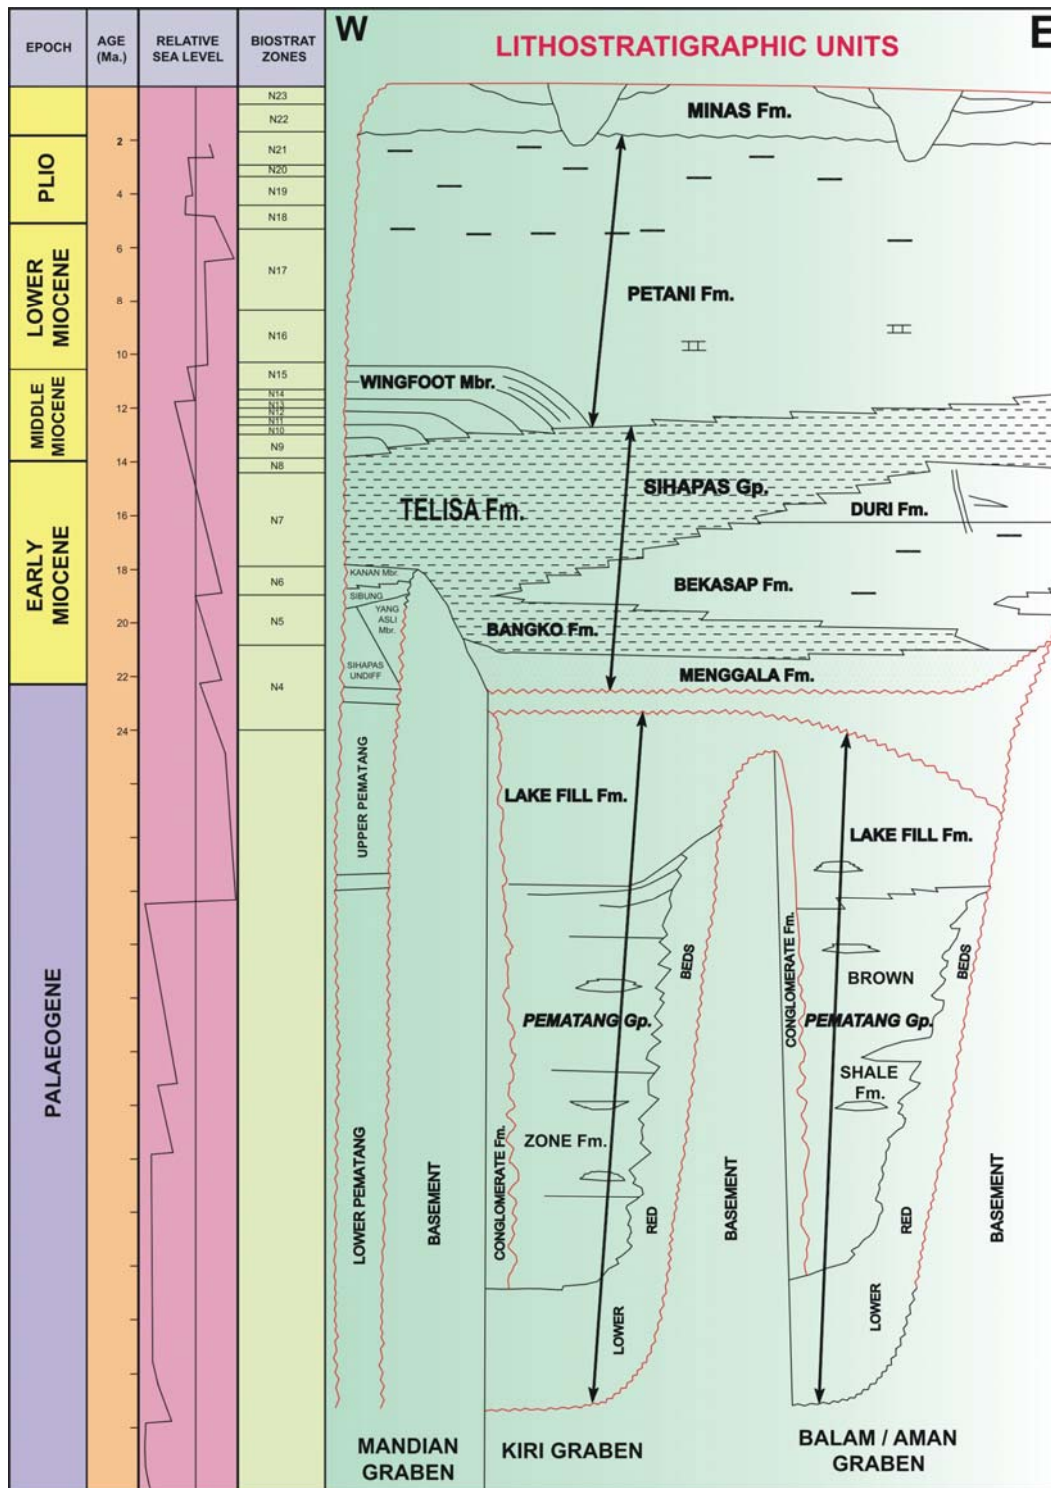 EPOCH
AGE
(Ma.)
RELATIVE
SEA LEVEL
BIOSTRAT
ZONES
W
LITHOSTRATIGRAPHIC UNITS
E
PLIO
LOWER
MIOCENE
MIDDLE
MIOCENE
EARLY
MIOCENE
PALAEOGENE
2
4
6
8
10
12
14
16
18
20
22
24
N23
N22
N21
N20
N19
N18
N17
N16
N15
N14
N13
N12
N11
N10
N9
N8
N7
N6
N5
N4
MINAS Fm.
PETANI Fm.
WINGFOOT Mbr.
SIHAPAS Gp.
TELISA Fm.
DURI Fm.
KANAN Mbr.
BEKASAP Fm.
SIBUNG
YANG
ASLI
Mbr.
BANGKO Fm.
SIHAPAS
UNDIFF
MENGGALA Fm.
UPPER PEMATANG
LAKE FILL Fm.
LAKE FILL Fm.
CONGLOMERATE Fm.
BEDS
BROWN
BEDS
PEMATANG Gp.
PEMATANG Gp.
SHALE
Fm.
LOWER PEMATANG
BASEMENT
CONGLOMERATE Fm.
ZONE Fm.
RED
BASEMENT
RED
BASEMENT
LOWER
LOWER
MANDIAN
GRABEN
KIRI GRABEN
BALAM / AMAN
GRABEN